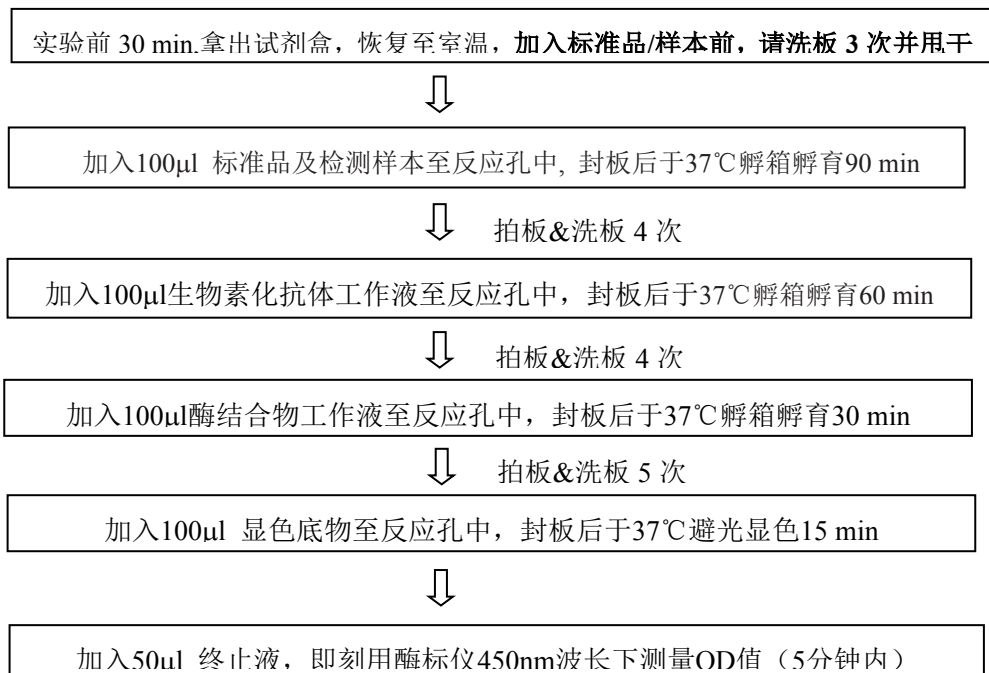 实验前 30 min,拿出试剂盒，恢复至室温，加入标准品/样本前，请洗板 3 次并甩干
加入100μl 标准品及检测样本至反应孔中, 封板后于37℃孵箱孵育90 min
拍板&洗板 4 次
加入100μl生物素化抗体工作液至反应孔中，封板后于37℃孵箱孵育60 min
拍板&洗板 4 次
加入100μl酶结合物工作液至反应孔中，封板后于37℃孵箱孵育30 min
拍板&洗板 5 次
加入100μl 显色底物至反应孔中，封板后于37℃避光显色15 min
加入50μl 终止液，即刻用酶标仪450nm波长下测量OD值（5分钟内）